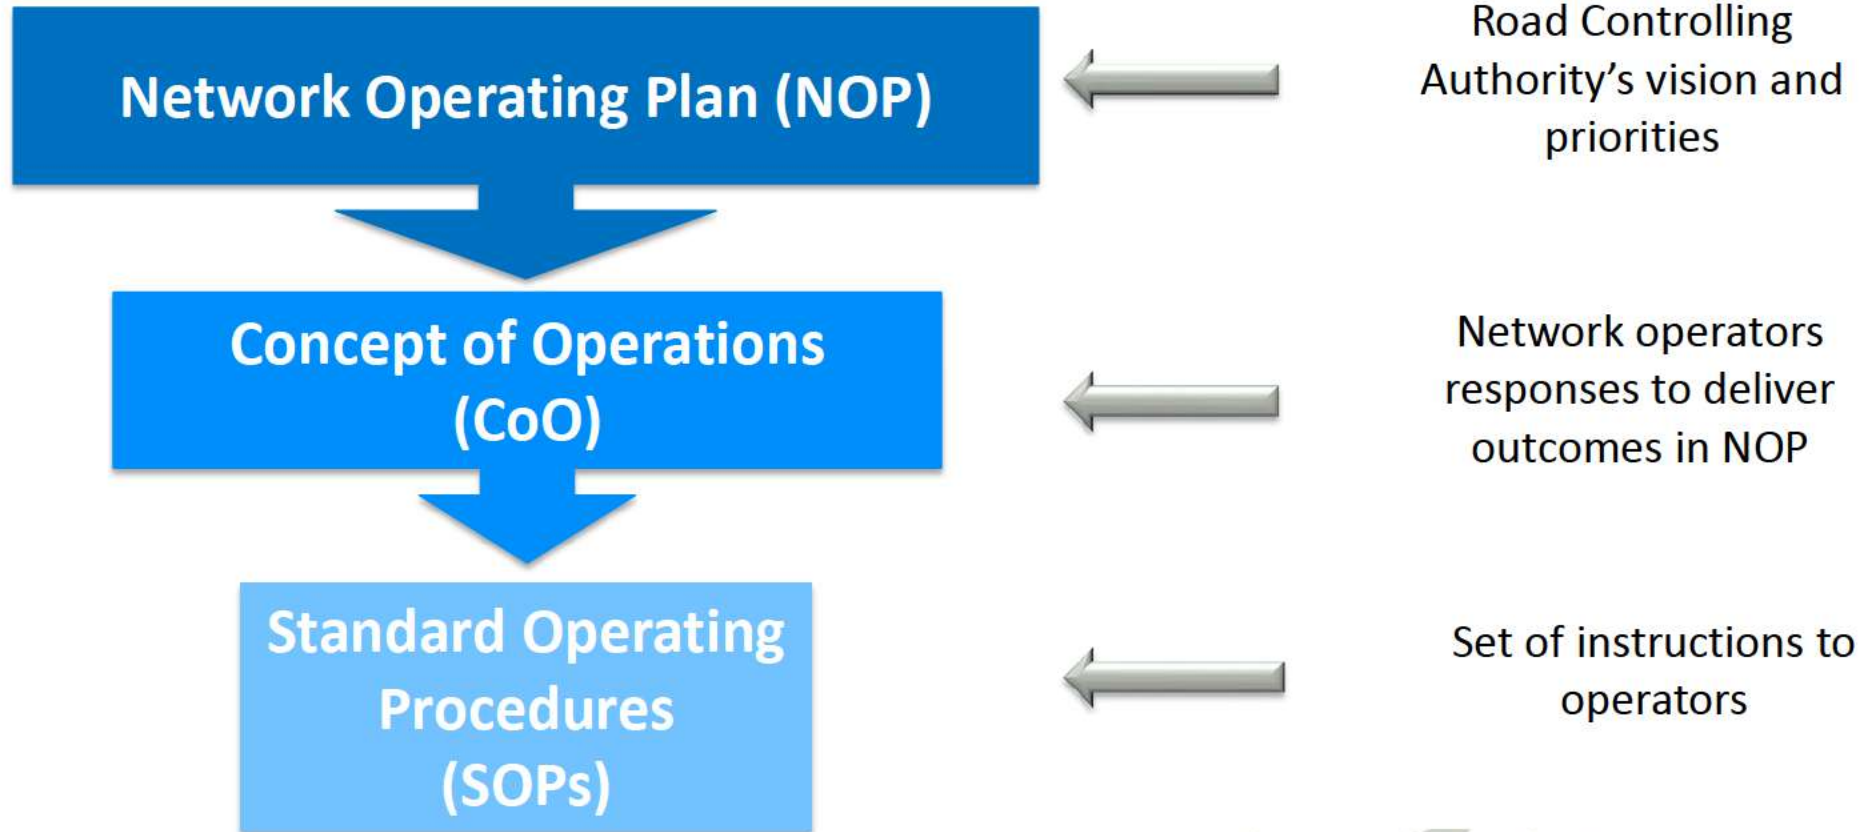 Network Operating Plan (NOP)
Road Controlling
Authority’s vision and
priorities
Concept of Operations
(CoO)
Network operators
responses to deliver
outcomes in NOP
Standard Operating
Procedures
(SOPs)
Set of instructions to
operators